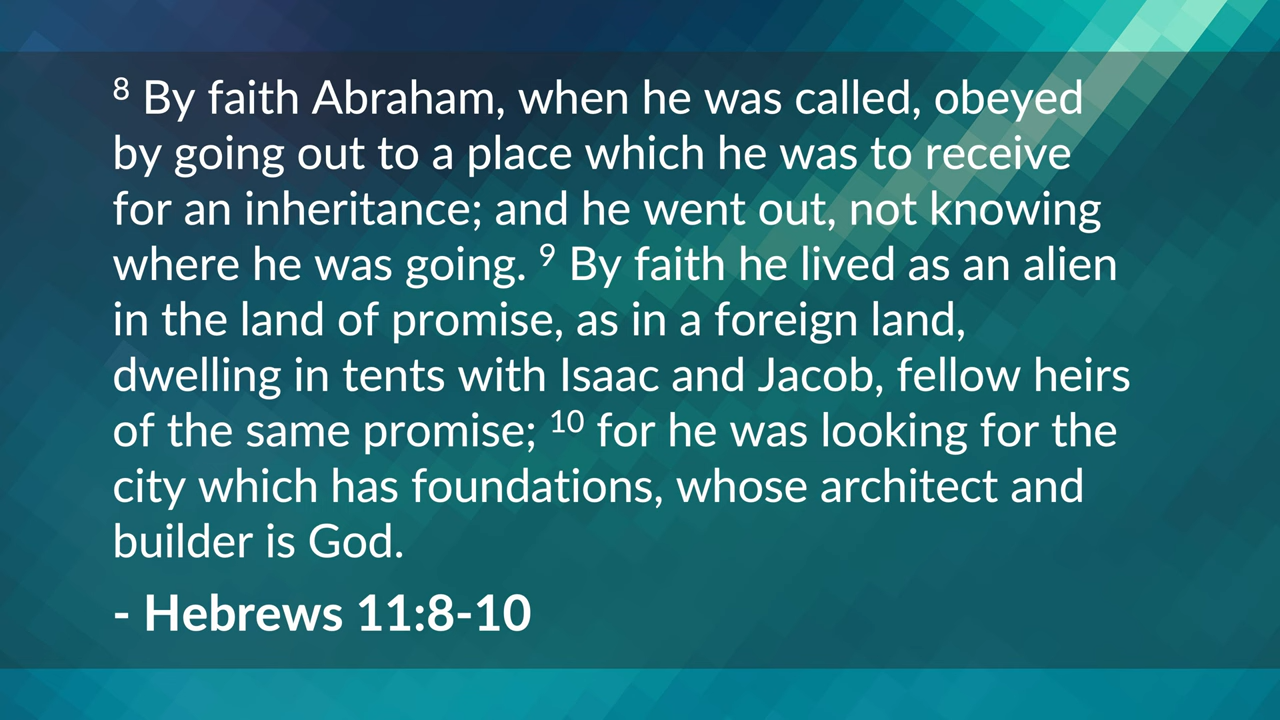 8 By faith Abraham, when he was called, obeyed
by going out to a place which he was to receive
for an inheritance; and he went out, not knowing
where he was going. 9 By faith he lived as an alien
in the land of promise, as in a foreign land,
dwelling in tents with Isaac and Jacob, fellow heirs
of the same promise; 10 for he was looking for the
city which has foundations, whose architect and
builder is God.
- Hebrews 11:8-10